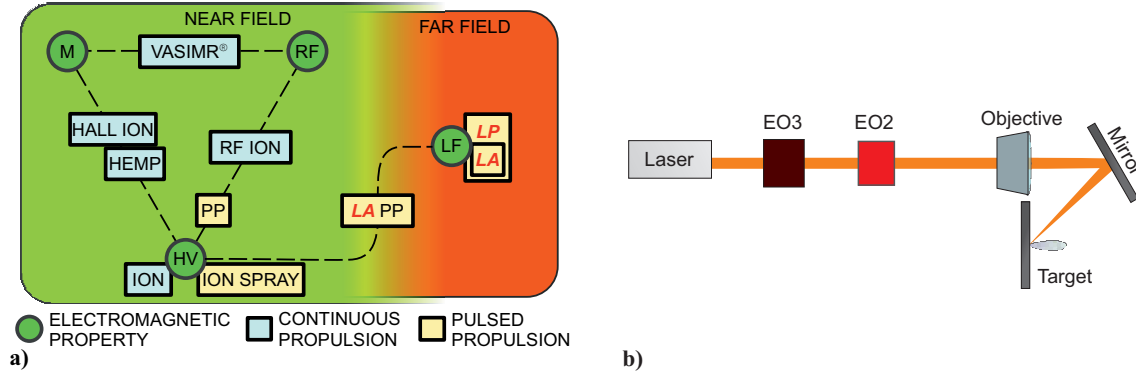 NEAR FIELD
FAR FIELD
M
VASIMR®
RF
HALL ION
HEMP
RF ION
LF
LP
LA
PP
LA PP
HV
ION
ION SPRAY
ELECTROMAGNETIC
PROPERTY
CONTINUOUS
PROPULSION
PULSED
PROPULSION
a)
Laser
EO3
EO2
Objective
Mirror
Target
b)